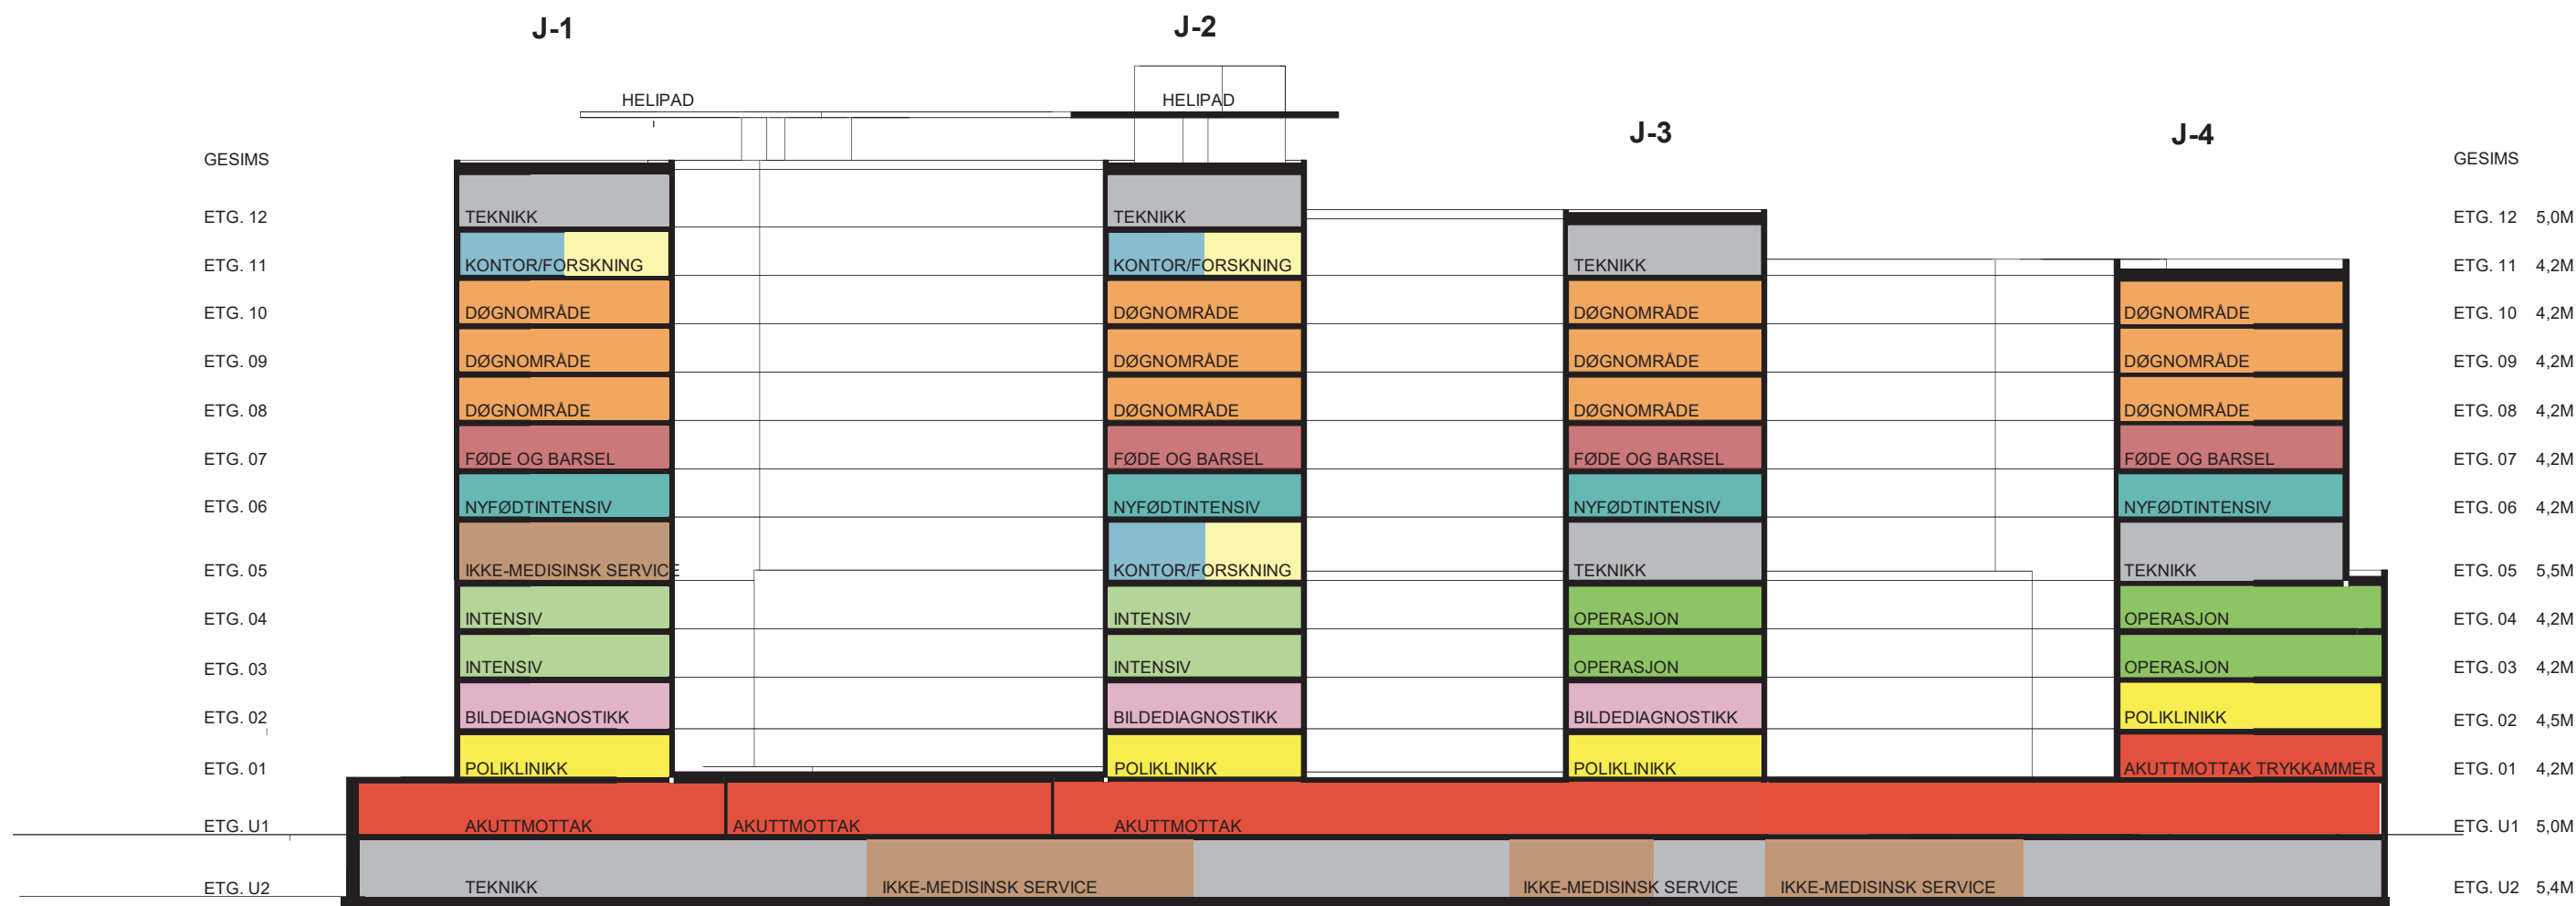 J-1 J-2
HELIPAD HELIPAD
J-3 J-4
GESIMS GESIMS
ETG. 12 TEKNIKK TEKNIKK ETG. 12 5,0M
ETG. 11 KONTOR/FORSKNING KONTOR/FORSKNING TEKNIKK ETG. 11 4,2M
ETG. 10 DØGNOMRÅDE DØGNOMRÅDE DØGNOMRÅDE DØGNOMRÅDE ETG. 10 4,2M
ETG. 09 DØGNOMRÅDE DØGNOMRÅDE DØGNOMRÅDE DØGNOMRÅDE ETG. 09 4,2M
ETG. 08 DØGNOMRÅDE DØGNOMRÅDE DØGNOMRÅDE DØGNOMRÅDE ETG. 08 4,2M
ETG. 07 FØDE OG BARSEL FØDE OG BARSEL FØDE OG BARSEL FØDE OG BARSEL ETG. 07 4,2M
ETG. 06 NYFØDTINTENSIV NYFØDTINTENSIV NYFØDTINTENSIV NYFØDTINTENSIV ETG. 06 4,2M
ETG. 05 IKKE-MEDISINSK SERVICE KONTOR/FORSKNING TEKNIKK TEKNIKK ETG. 05 5,5M
ETG. 04 INTENSIV INTENSIV OPERASJON OPERASJON ETG. 04 4,2M
ETG. 03 INTENSIV INTENSIV OPERASJON OPERASJON ETG. 03 4,2M
ETG. 02 BILDEDIAGNOSTIKK BILDEDIAGNOSTIKK BILDEDIAGNOSTIKK POLIKLINIKK ETG. 02 4,5M
ETG. 01 POLIKLINIKK POLIKLINIKK POLIKLINIKK AKUTTMOTTAK TRYKKAMMER ETG. 01 4,2M
ETG. U1 AKUTTMOTTAK AKUTTMOTTAK AKUTTMOTTAK ETG. U1 5,0M
ETG. U2 TEKNIKK IKKE-MEDISINSK SERVICE IKKE-MEDISINSK SERVICE IKKE-MEDISINSK SERVICE ETG. U2 5,4M